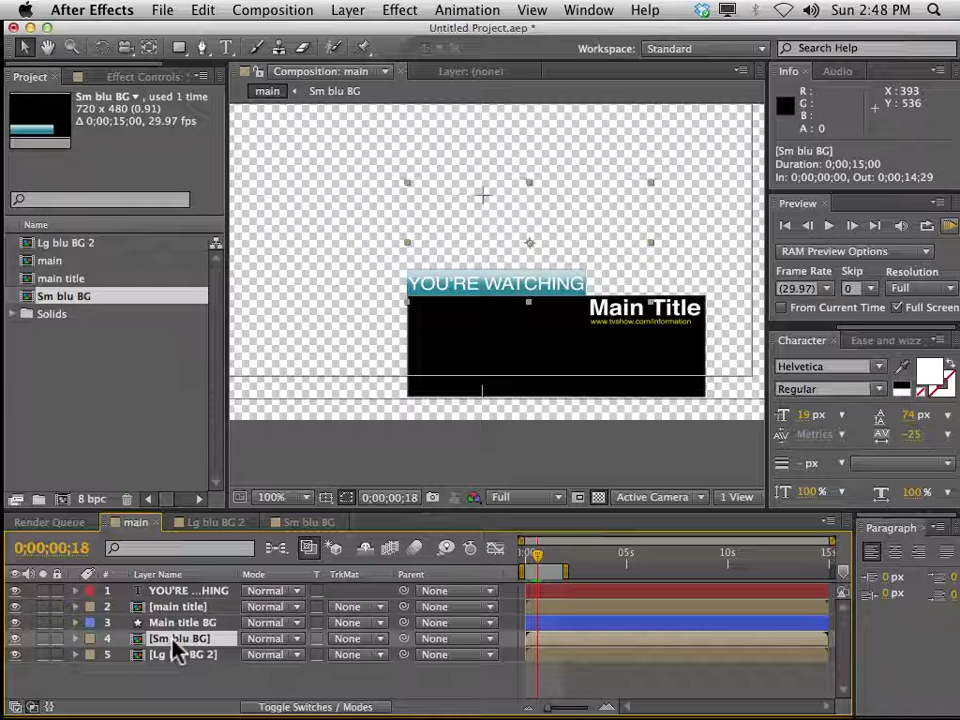 After Effects File Edit Composition Layer Effect Animation View Window Help Sun 2:48 PM
Untitled Project.aep *
Workspace: Standard Search Help
Project Effect Controls:
Composition: main Layer: (none)
Info Audio
main Sm blu BG
Sm blu BG , used 1 time
720 x 480 (0.91)
Δ 0;00;15;00, 29.97 fps
R:
G:
B:
A: 0
X: 393
Y: 536
[Sm blu BG]
Duration: 0;00;15;00
In: 0;00;00;00, Out: 0;00;14;29
Preview
RAM Preview Options
Frame Rate Skip Resolution
(29.97) 0 Full
From Current Time Full Screen
Name
Lg blu BG 2
main
main title
Sm blu BG
Solids
YOU'RE WATCHING
Main Title
www.tvshow.com/information
Character Ease and wizz
Helvetica
Regular
19 px 74 px
Metrics -25
- px
100 % 100 %
8 bpc
100% 0;00;00;18 Full Active Camera 1 View
Render Queue main Lg blu BG 2 Sm blu BG
Paragraph
0;00;00;18
05s 10s 15s
# Layer Name Mode T TrkMat Parent
1 T YOU'RE ...HING Normal None
2 [main title] Normal None None
3 Main title BG Normal None None
4 [Sm blu BG] Normal None None
5 [Lg BG 2] Normal None None
0 px 0 px
0 px
Toggle Switches / Modes